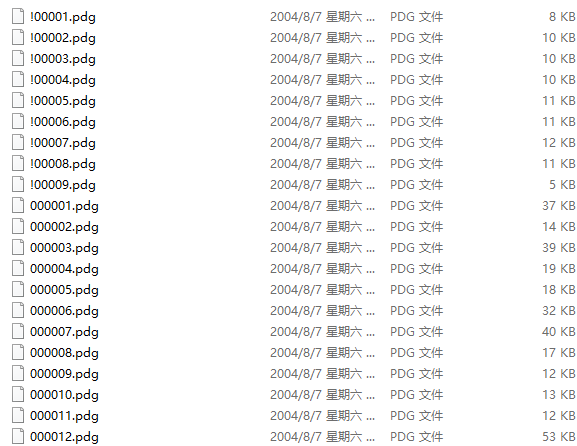 !00001.pdg 2004/8/7 星期六 ... PDG 文件 8 KB
!00002.pdg 2004/8/7 星期六 ... PDG 文件 10 KB
!00003.pdg 2004/8/7 星期六 ... PDG 文件 10 KB
!00004.pdg 2004/8/7 星期六 ... PDG 文件 10 KB
!00005.pdg 2004/8/7 星期六 ... PDG 文件 11 KB
!00006.pdg 2004/8/7 星期六 ... PDG 文件 11 KB
!00007.pdg 2004/8/7 星期六 ... PDG 文件 12 KB
!00008.pdg 2004/8/7 星期六 ... PDG 文件 11 KB
!00009.pdg 2004/8/7 星期六 ... PDG 文件 5 KB
000001.pdg 2004/8/7 星期六 ... PDG 文件 37 KB
000002.pdg 2004/8/7 星期六 ... PDG 文件 14 KB
000003.pdg 2004/8/7 星期六 ... PDG 文件 39 KB
000004.pdg 2004/8/7 星期六 ... PDG 文件 19 KB
000005.pdg 2004/8/7 星期六 ... PDG 文件 18 KB
000006.pdg 2004/8/7 星期六 ... PDG 文件 32 KB
000007.pdg 2004/8/7 星期六 ... PDG 文件 40 KB
000008.pdg 2004/8/7 星期六 ... PDG 文件 17 KB
000009.pdg 2004/8/7 星期六 ... PDG 文件 12 KB
000010.pdg 2004/8/7 星期六 ... PDG 文件 13 KB
000011.pdg 2004/8/7 星期六 ... PDG 文件 12 KB
000012.pdg 2004/8/7 星期六 ... PDG 文件 53 KB